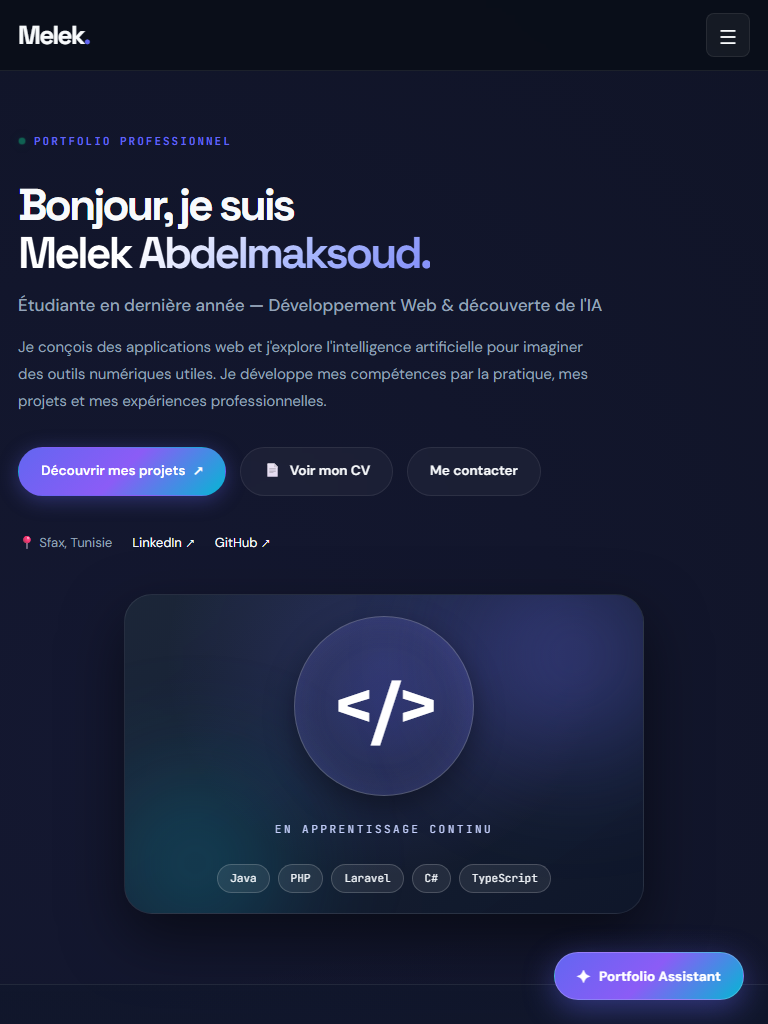 Melek.
PORTFOLIO PROFESSIONNEL
Bonjour, je suis
Melek Abdelmaksoud.
Étudiante en dernière année — Développement Web & découverte de l'IA
Je conçois des applications web et j'explore l'intelligence artificielle pour imaginer
des outils numériques utiles. Je développe mes compétences par la pratique, mes
projets et mes expériences professionnelles.
Découvrir mes projets ↗
Voir mon CV
Me contacter
Sfax, Tunisie
LinkedIn ↗
GitHub ↗
</>
EN APPRENTISSAGE CONTINU
Java
PHP
Laravel
C#
TypeScript
Portfolio Assistant